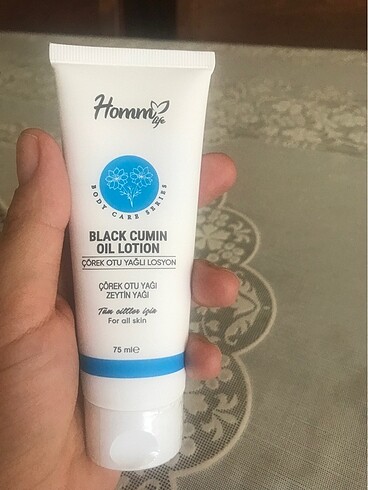 Homm
life
BODY CARE SERIES
BLACK CUMIN
OIL LOTION
ÇÖREK OTU YAĞLI LOSYON
ÇÖREK OTU YAĞI
ZEYTİN YAĞI
Tüm ciltler için
For all skin
75 ml℮